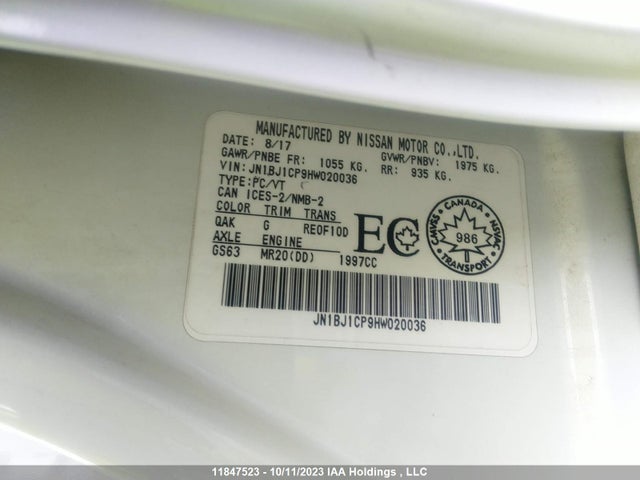 MANUFACTURED BY NISSAN MOTOR CO.,LTD.
DATE: 8/17
GAWR/PNBE FR: 1055 KG. GVWR/PNBV: 1975 KG.
VIN: JN1BJ1CP9HW020036 RR: 935 KG.
TYPE:PC/VT
CAN ICES-2/NMB-2
COLOR TRIM TRANS
QAK G RE0F10D
AXLE ENGINE
GS63 MR20(DD) 1997CC
EC
CANADA
CMVSS NSVAC
986
TRANSPORT
JN1BJ1CP9HW020036
11847523 - 10/11/2023 IAA Holdings , LLC